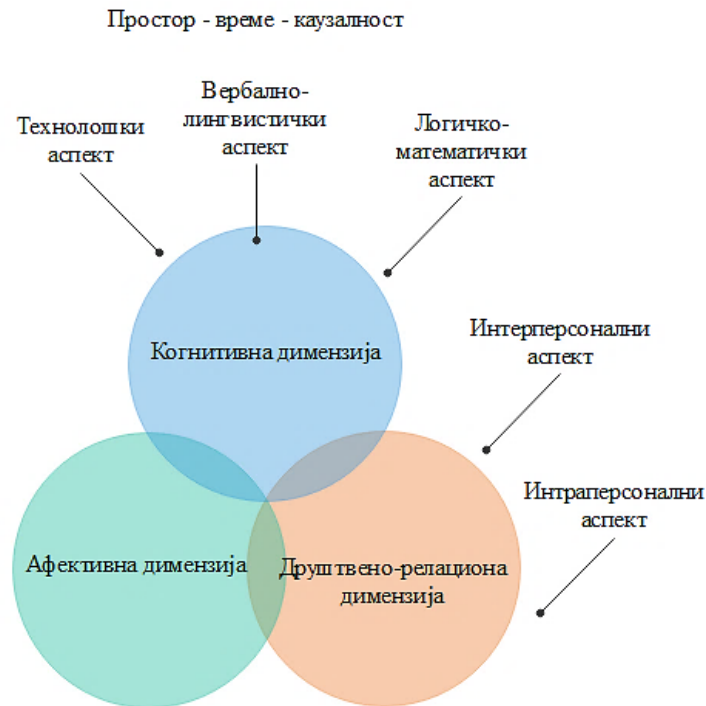 Простор - време - каузалност
Вербално-
лингвистички
аспект
Технолошки
аспект
Логичко-
математички
аспект
Когнитивна димензија
Интерперсонални
аспект
Интраперсонални
аспект
Афективна димензија
Друштвено-релациона
димензија